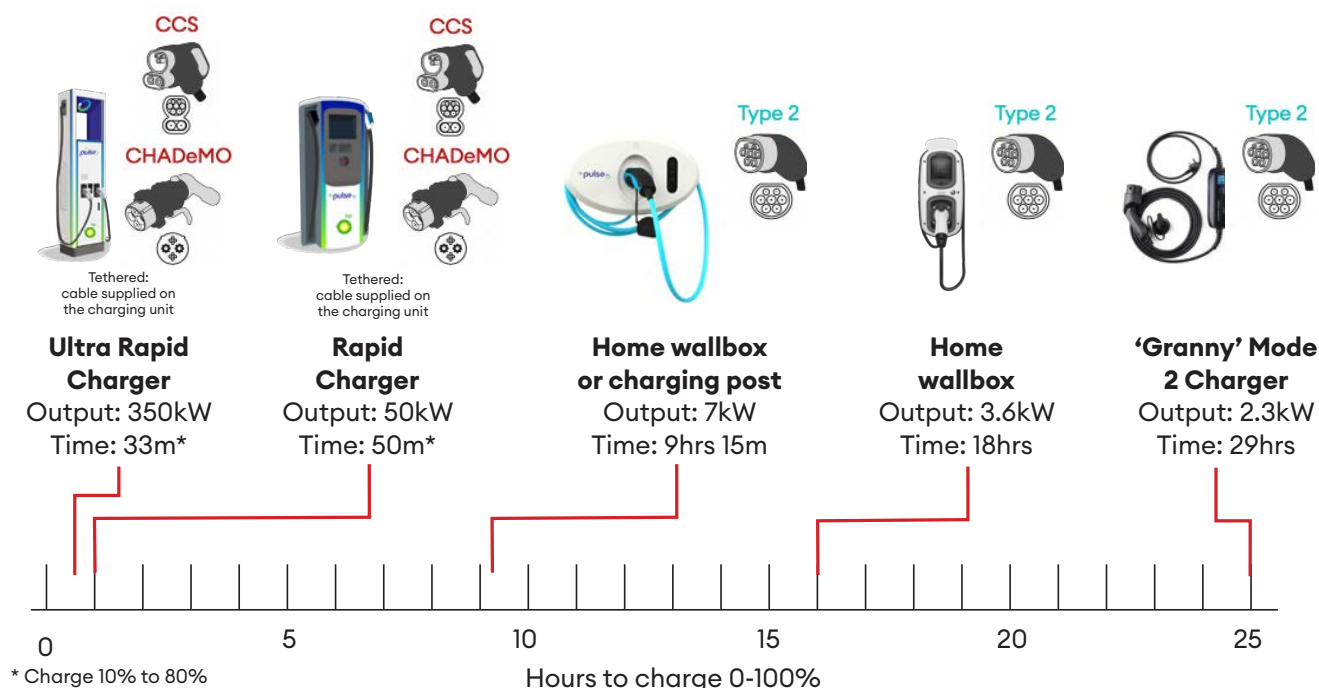 CCS
CCS
CHADeMO
CHADeMO
Type 2
Type 2
Type 2
pulse
pulse
pulse
bp
Tethered:
cable supplied on
the charging unit
Tethered:
cable supplied on
the charging unit
Ultra Rapid
Charger
Output: 350kW
Time: 33m*
Rapid
Charger
Output: 50kW
Time: 50m*
Home wallbox
or charging post
Output: 7kW
Time: 9hrs 15m
Home
wallbox
Output: 3.6kW
Time: 18hrs
‘Granny’ Mode
2 Charger
Output: 2.3kW
Time: 29hrs
0
5
10
15
20
25
* Charge 10% to 80%
Hours to charge 0-100%